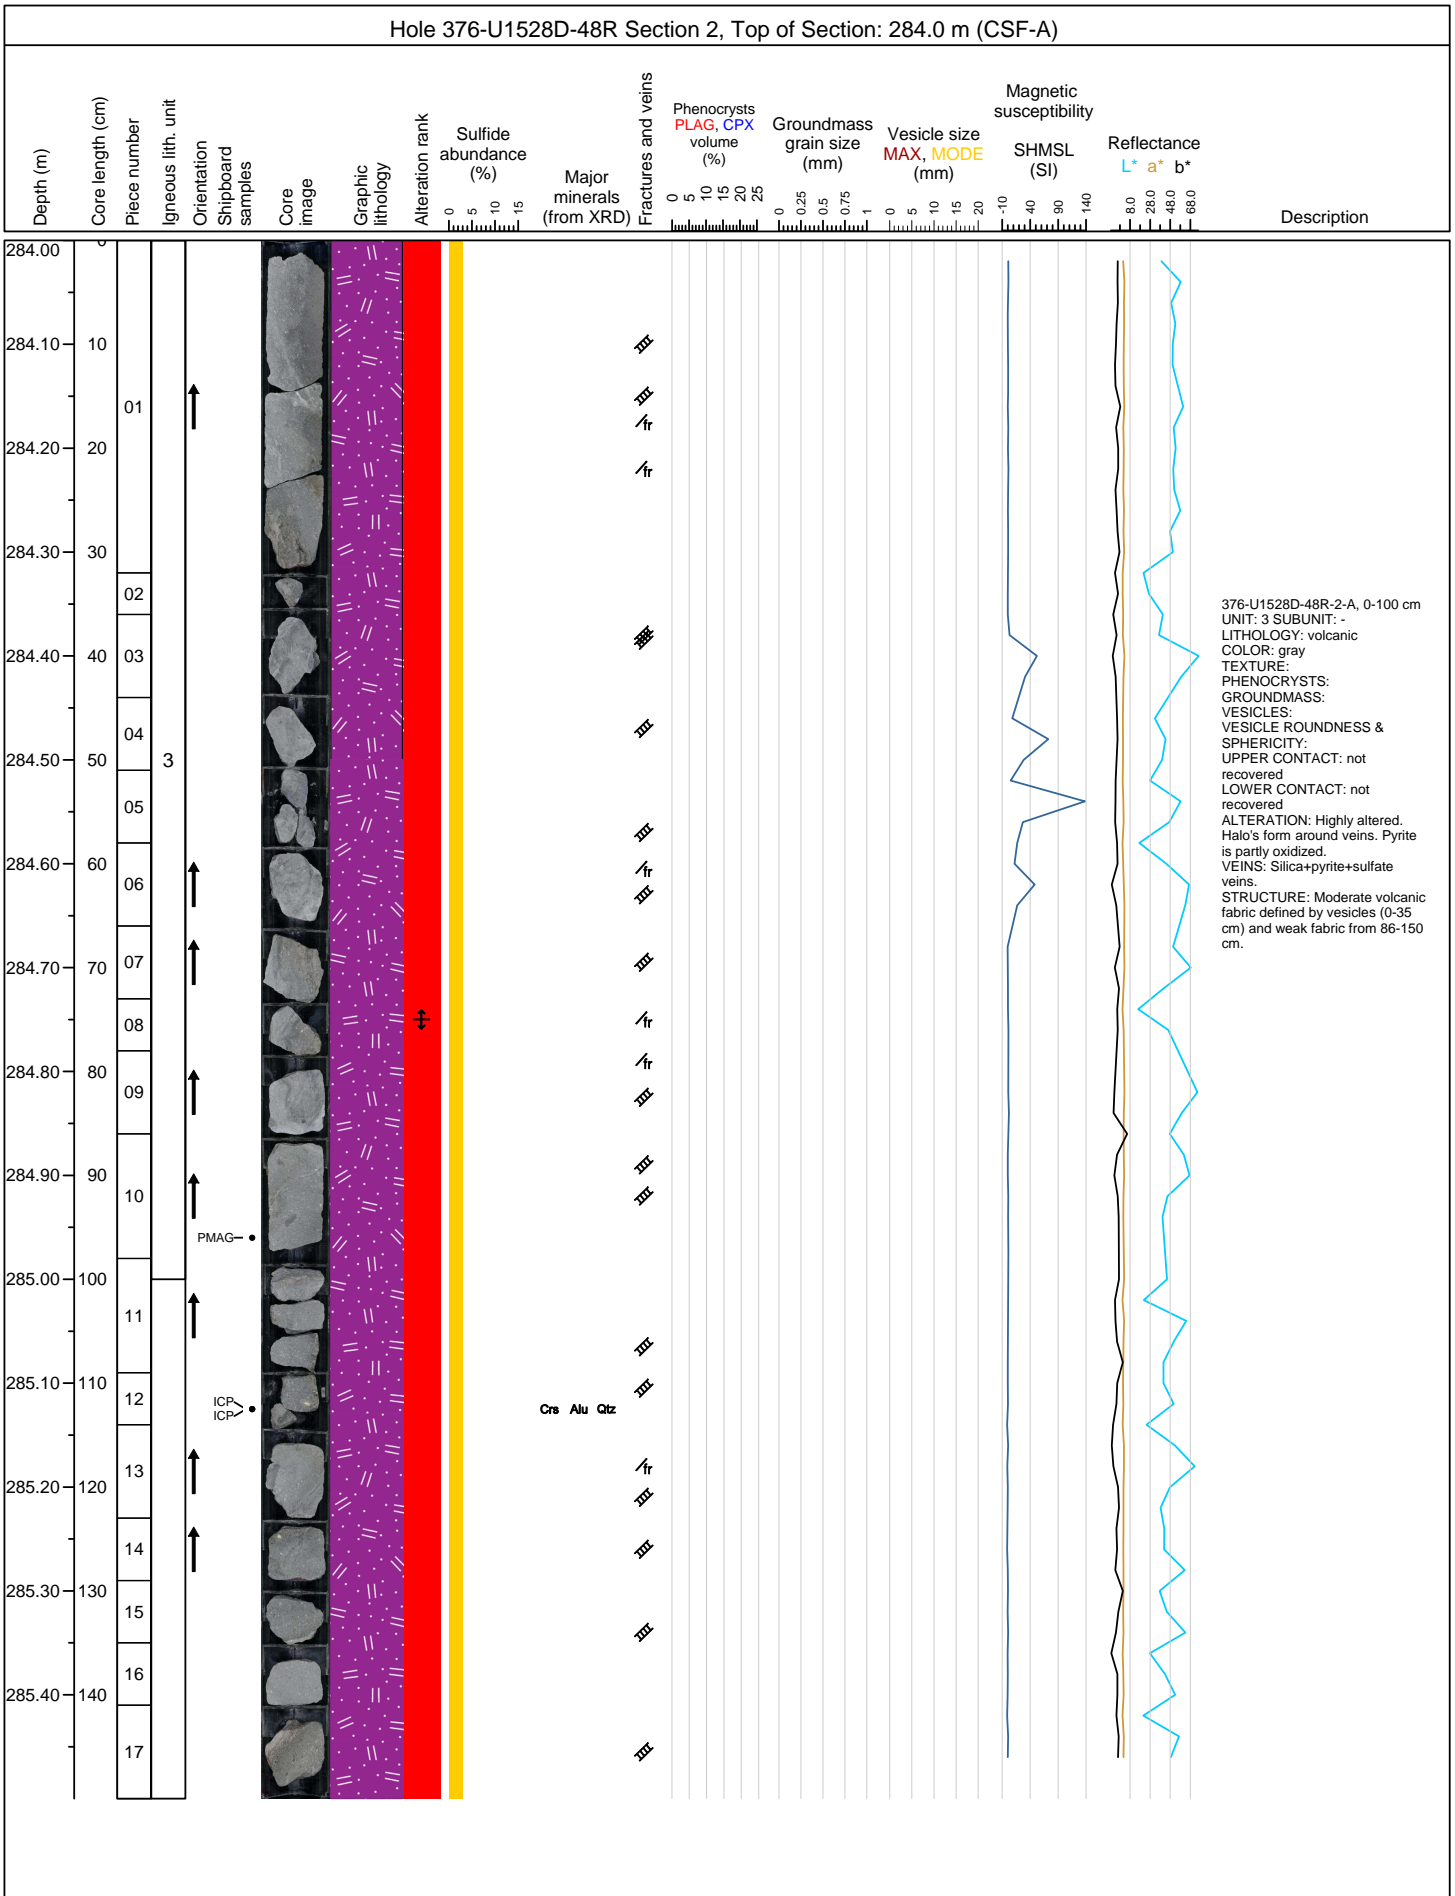 Hole 376-U1528D-48R Section 2, Top of Section: 284.0 m (CSF-A)
Depth (m)
Core length (cm)
Piece number
Igneous lith. unit
Orientation
Shipboard
samples
Core
image
Graphic
lithology
Alteration rank
Sulfide
abundance
(%)
0 5 10 15
Major
minerals
(from XRD)
Fractures and veins
Phenocrysts
PLAG, CPX
volume
(%)
0 5 10 15 20 25
Groundmass
grain size
(mm)
0 0.25 0.5 0.75 1
Vesicle size
MAX, MODE
(mm)
0 5 10 15 20
Magnetic
susceptibility
SHMSL
(SI)
-10 40 90 140
Reflectance
L* a* b*
8.0 28.0 48.0 68.0
Description
284.00 0
284.10 10
01
fr
284.20 20
fr
284.30 30
02
284.40 40
03
04
284.50 50
3
05
284.60 60
fr
06
07
284.70 70
08
fr
fr
284.80 80
09
284.90 90
10
PMAG
285.00 100
11
285.10 110
12
ICP
ICP
Crs Alu Qtz
13
fr
285.20 120
14
285.30 130
15
16
285.40 140
17
376-U1528D-48R-2-A, 0-100 cm
UNIT: 3 SUBUNIT: -
LITHOLOGY: volcanic
COLOR: gray
TEXTURE:
PHENOCRYSTS:
GROUNDMASS:
VESICLES:
VESICLE ROUNDNESS &
SPHERICITY:
UPPER CONTACT: not
recovered
LOWER CONTACT: not
recovered
ALTERATION: Highly altered.
Halo's form around veins. Pyrite
is partly oxidized.
VEINS: Silica+pyrite+sulfate
veins.
STRUCTURE: Moderate volcanic
fabric defined by vesicles (0-35
cm) and weak fabric from 86-150
cm.